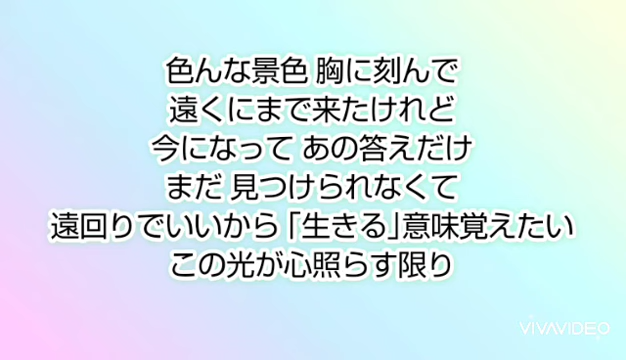 色んな景色 胸に刻んで
遠くにまで来たけれど
今になって あの答えだけ
まだ 見つけられなくて
遠回りでいいから「生きる」意味覚えたい
この光が心照らす限り
VIVAVIDEO